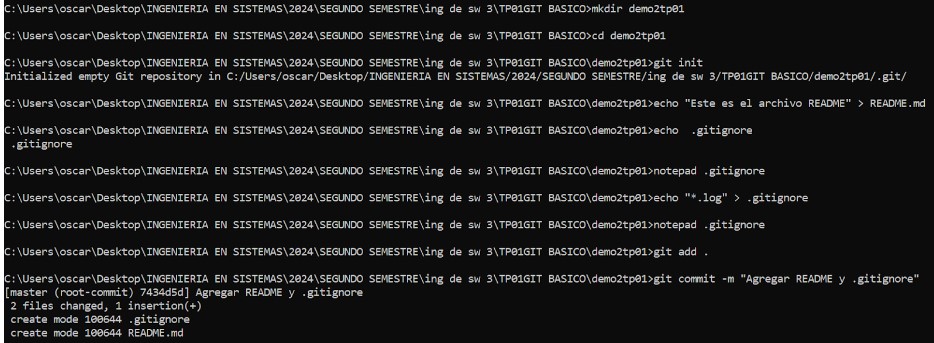 C:\Users\oscar\Desktop\INGENIERIA EN SISTEMAS\2024\SEGUNDO SEMESTRE\ing de sw 3\TP01GIT BASICO>mkdir demo2tp01
C:\Users\oscar\Desktop\INGENIERIA EN SISTEMAS\2024\SEGUNDO SEMESTRE\ing de sw 3\TP01GIT BASICO>cd demo2tp01
C:\Users\oscar\Desktop\INGENIERIA EN SISTEMAS\2024\SEGUNDO SEMESTRE\ing de sw 3\TP01GIT BASICO\demo2tp01>git init
Initialized empty Git repository in C:/Users/oscar/Desktop/INGENIERIA EN SISTEMAS/2024/SEGUNDO SEMESTRE/ing de sw 3/TP01GIT BASICO/demo2tp01/.git/
C:\Users\oscar\Desktop\INGENIERIA EN SISTEMAS\2024\SEGUNDO SEMESTRE\ing de sw 3\TP01GIT BASICO\demo2tp01>echo "Este es el archivo README" > README.md
C:\Users\oscar\Desktop\INGENIERIA EN SISTEMAS\2024\SEGUNDO SEMESTRE\ing de sw 3\TP01GIT BASICO\demo2tp01>echo  .gitignore
 .gitignore
C:\Users\oscar\Desktop\INGENIERIA EN SISTEMAS\2024\SEGUNDO SEMESTRE\ing de sw 3\TP01GIT BASICO\demo2tp01>notepad .gitignore
C:\Users\oscar\Desktop\INGENIERIA EN SISTEMAS\2024\SEGUNDO SEMESTRE\ing de sw 3\TP01GIT BASICO\demo2tp01>echo "*.log" > .gitignore
C:\Users\oscar\Desktop\INGENIERIA EN SISTEMAS\2024\SEGUNDO SEMESTRE\ing de sw 3\TP01GIT BASICO\demo2tp01>notepad .gitignore
C:\Users\oscar\Desktop\INGENIERIA EN SISTEMAS\2024\SEGUNDO SEMESTRE\ing de sw 3\TP01GIT BASICO\demo2tp01>git add .
C:\Users\oscar\Desktop\INGENIERIA EN SISTEMAS\2024\SEGUNDO SEMESTRE\ing de sw 3\TP01GIT BASICO\demo2tp01>git commit -m "Agregar README y .gitignore"
[master (root-commit) 7434d5d] Agregar README y .gitignore
 2 files changed, 1 insertion(+)
 create mode 100644 .gitignore
 create mode 100644 README.md